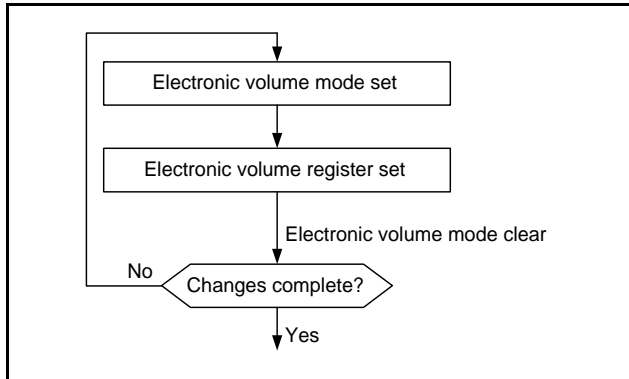 Electronic volume mode set
Electronic volume register set
Electronic volume mode clear
No
Changes complete?
Yes